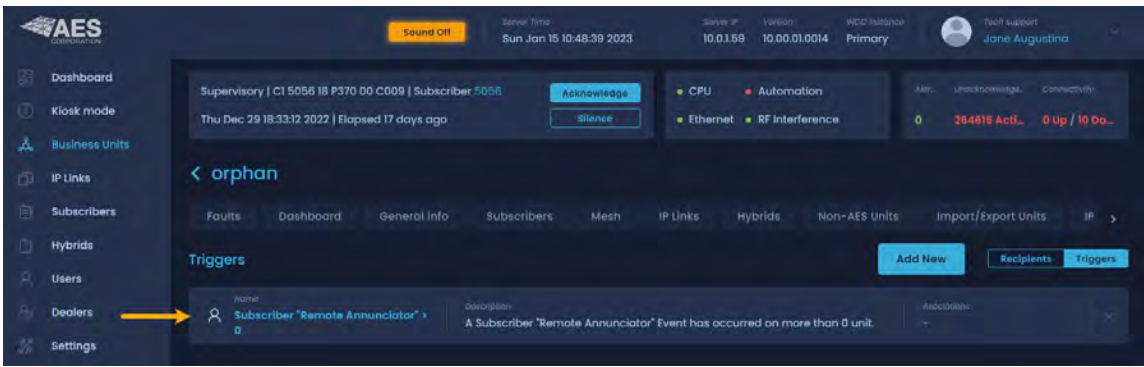 AES
CORPORATION
Sound Off
Server Time
Sun Jan 15 10:48:39 2023
Server IP
10.0.1.59
Version
10.00.01.0014
WCC Instance
Primary
Tech support
Jane Augustina
Dashboard
Kiosk mode
Business Units
IP Links
Subscribers
Hybrids
Users
Dealers
Settings
Supervisory | C1 5056 18 P370 00 C009 | Subscriber 5056
Thu Dec 29 18:33:12 2022 | Elapsed 17 days ago
Acknowledge
Silence
CPU
Automation
Ethernet
RF Interference
0
264615 Acti...
Connectivity
0 Up / 10 Do...
< orphan
Faults
Dashboard
General Info
Subscribers
Mesh
IP Links
Hybrids
Non-AES Units
Import/Export Units
IP >
Triggers
Add New
Recipients
Triggers
Name
Subscriber "Remote Annunciator" >
0
Description
A Subscriber "Remote Annunciator" Event has occurred on more than 0 unit.
Associations
-